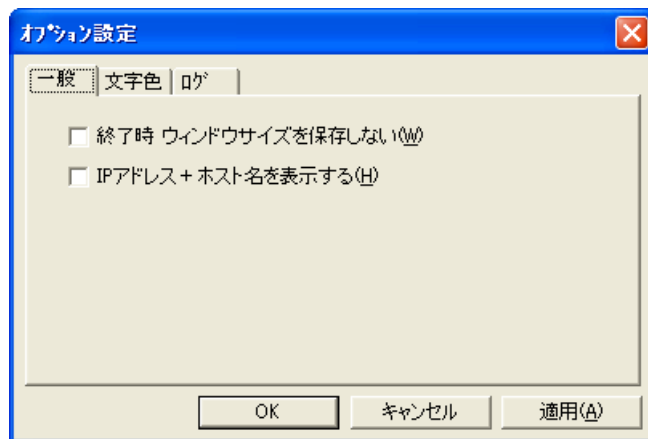 ｵﾌﾟｼｮﾝ設定
一般 文字色 ﾛｸﾞ
終了時 ウィンドウサイズを保存しない(W)
IPアドレス＋ホスト名を表示する(H)
OK キャンセル 適用(A)